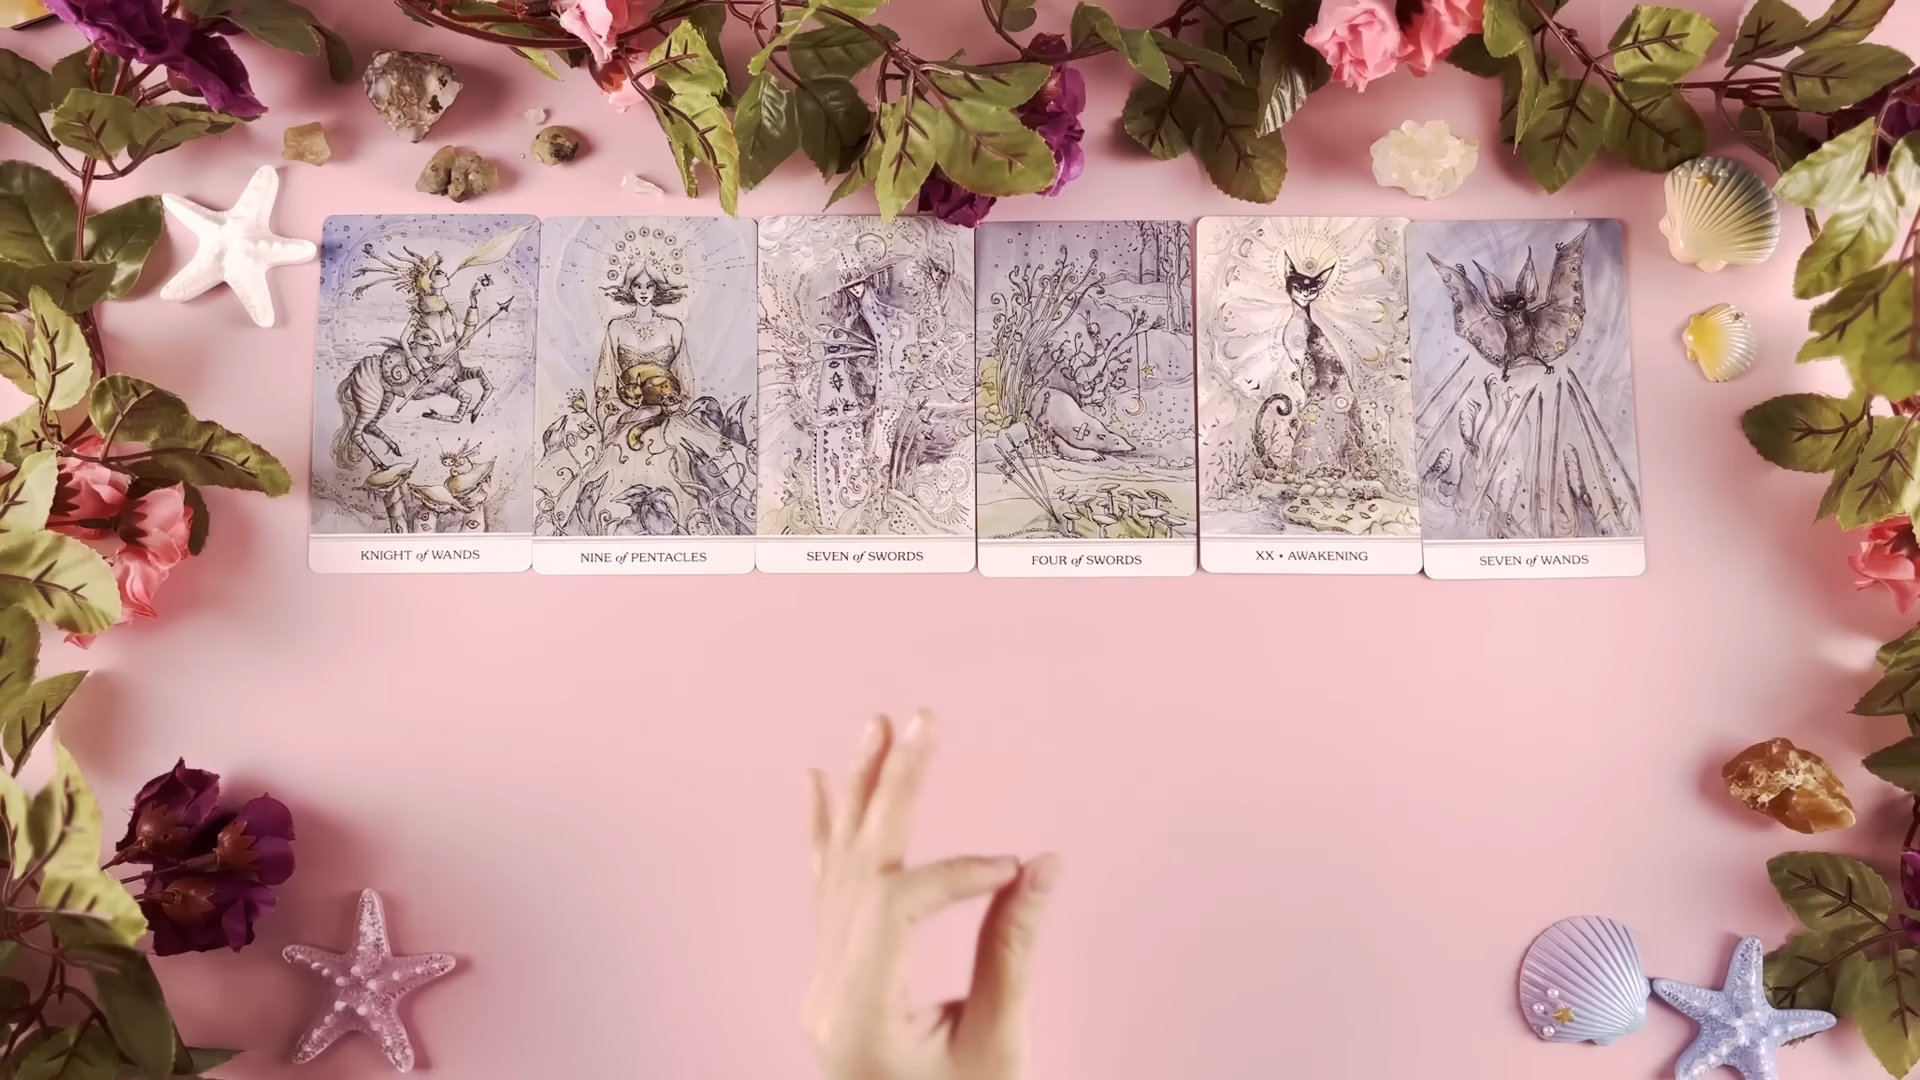 KNIGHT of WANDS
NINE of PENTACLES
SEVEN of SWORDS
FOUR of SWORDS
XX • AWAKENING
SEVEN of WANDS